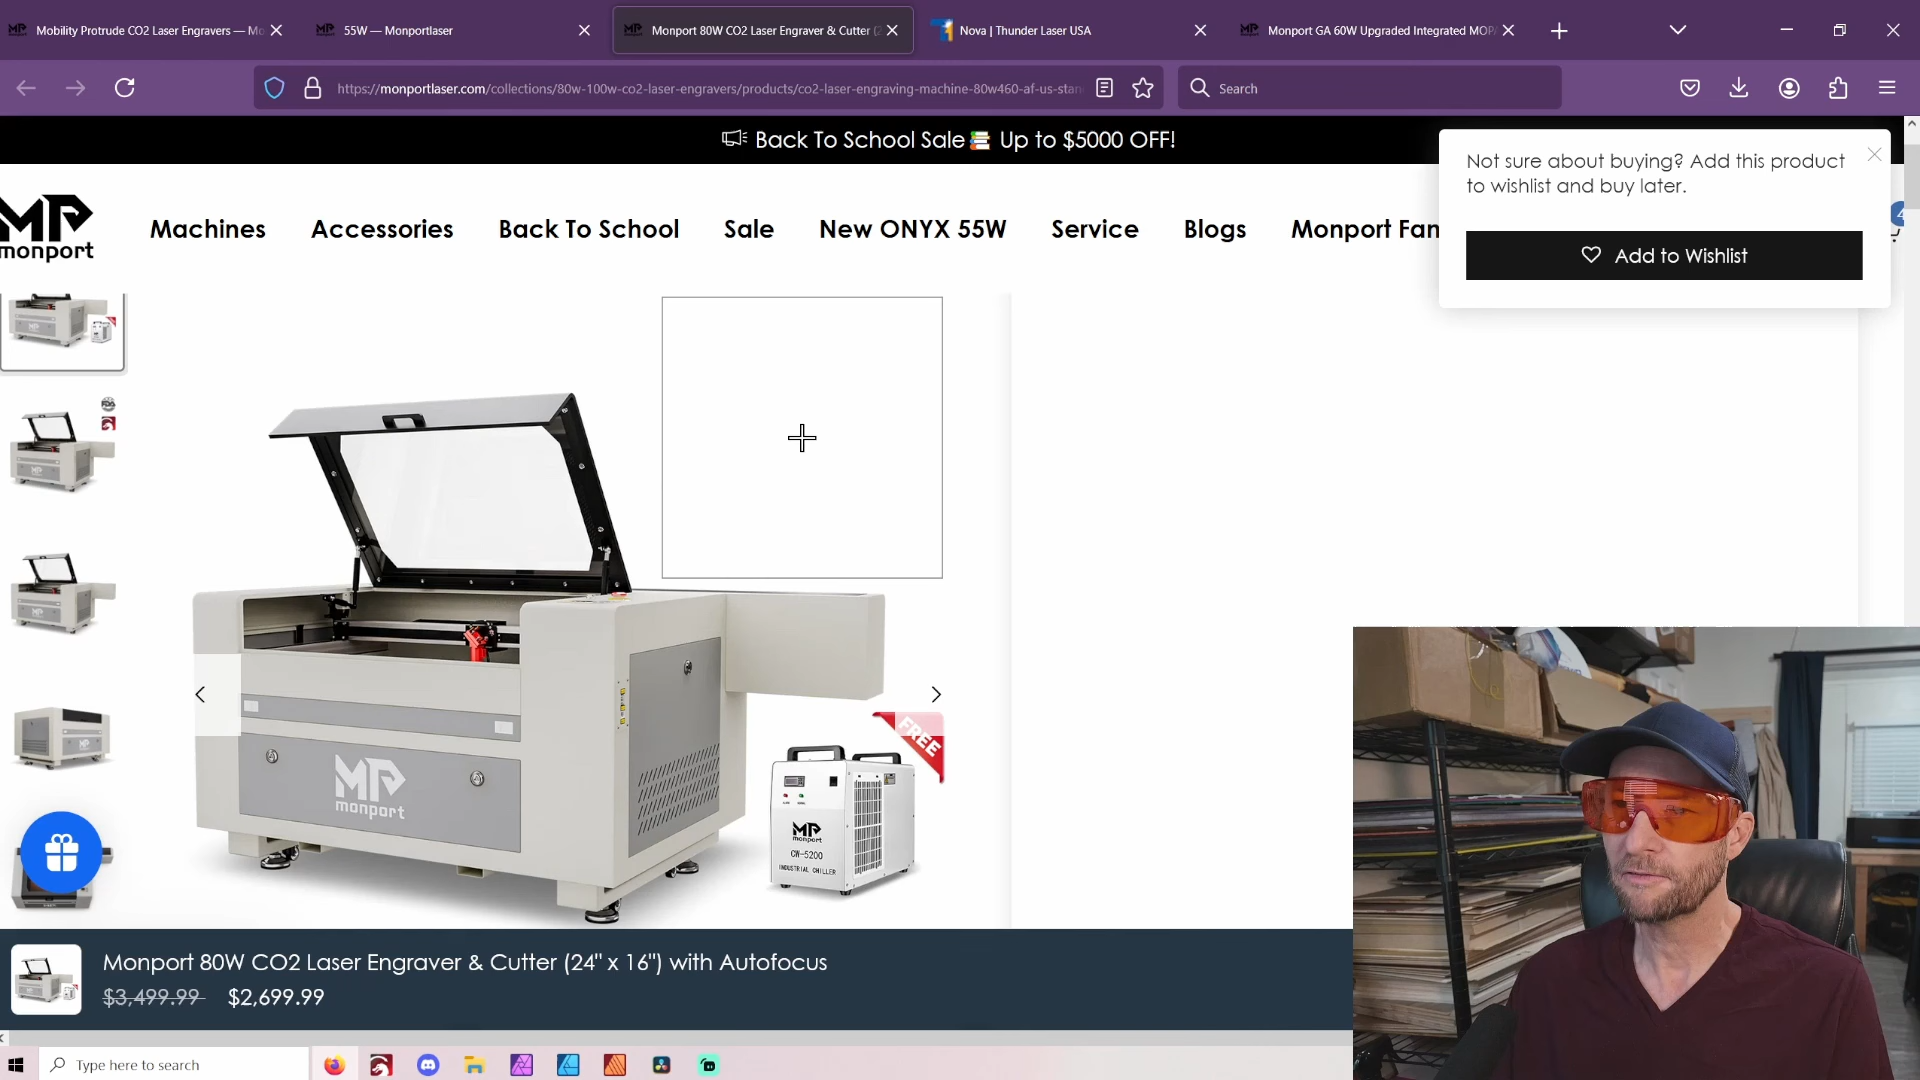 Mobility Protrude CO2 Laser Engravers — Mo
55W — Monportlaser
Monport 80W CO2 Laser Engraver & Cutter (2
Nova | Thunder Laser USA
Monport GA 60W Upgraded Integrated MOPA
https://monportlaser.com/collections/80w-100w-co2-laser-engravers/products/co2-laser-engraving-machine-80w460-af-us-stan
Search
Back To School Sale Up to $5000 OFF!
Not sure about buying? Add this product
to wishlist and buy later.
Add to Wishlist
MP
monport
Machines
Accessories
Back To School
Sale
New ONYX 55W
Service
Blogs
Monport Fan
4
FREE
MP
monport
MP
monport
CW-5200
INDUSTRIAL CHILLER
Monport 80W CO2 Laser Engraver & Cutter (24" x 16") with Autofocus
$3,499.99 $2,699.99
Type here to search